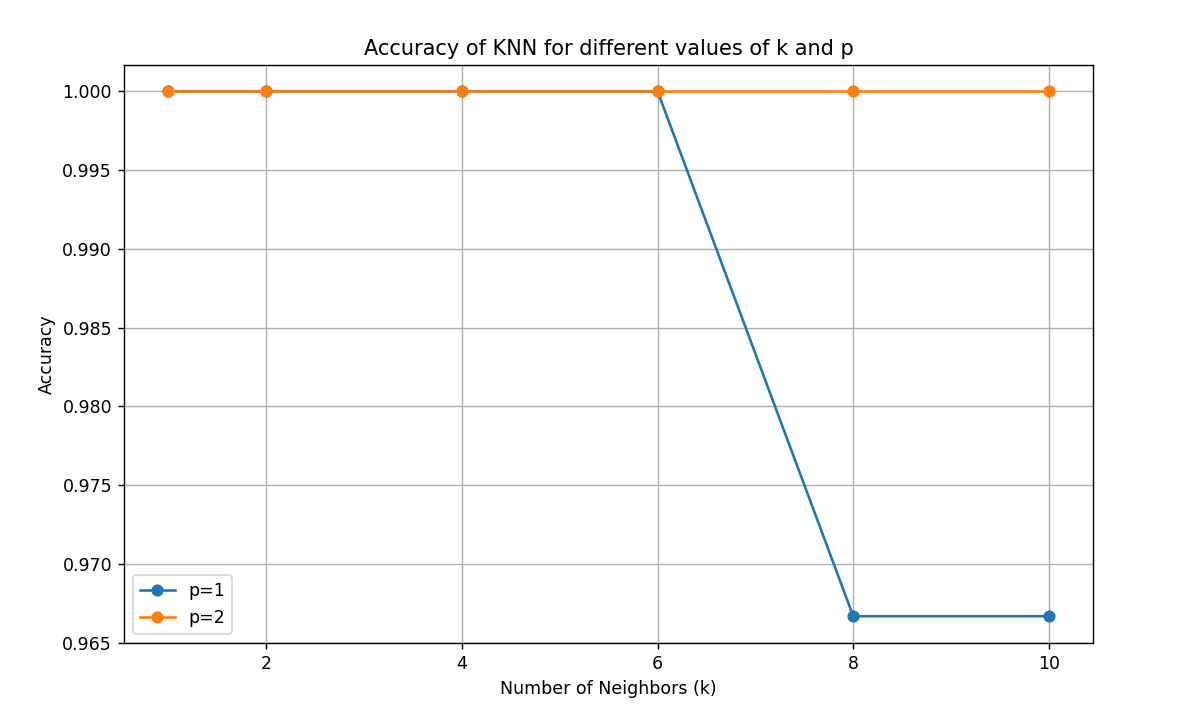 Accuracy of KNN for different values of k and p
1.000
0.995
0.990
0.985
0.980
0.975
0.970
0.965
Accuracy
p=1
p=2
2 4 6 8 10
Number of Neighbors (k)